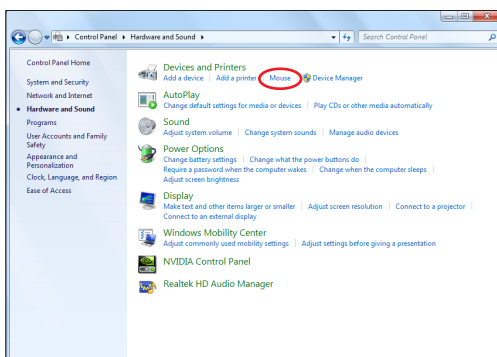 Control Panel ▸ Hardware and Sound ▸
Search Control Panel
Control Panel Home
System and Security
Network and Internet
Hardware and Sound
Programs
User Accounts and Family
Safety
Appearance and
Personalization
Clock, Language, and Region
Ease of Access
Devices and Printers
Add a device | Add a printer | Mouse | Device Manager
AutoPlay
Change default settings for media or devices | Play CDs or other media automatically
Sound
Adjust system volume | Change system sounds | Manage audio devices
Power Options
Change battery settings | Change what the power buttons do |
Require a password when the computer wakes | Change when the computer sleeps |
Adjust screen brightness
Display
Make text and other items larger or smaller | Adjust screen resolution | Connect to a projector |
Connect to an external display
Windows Mobility Center
Adjust commonly used mobility settings | Adjust settings before giving a presentation
NVIDIA Control Panel
Realtek HD Audio Manager